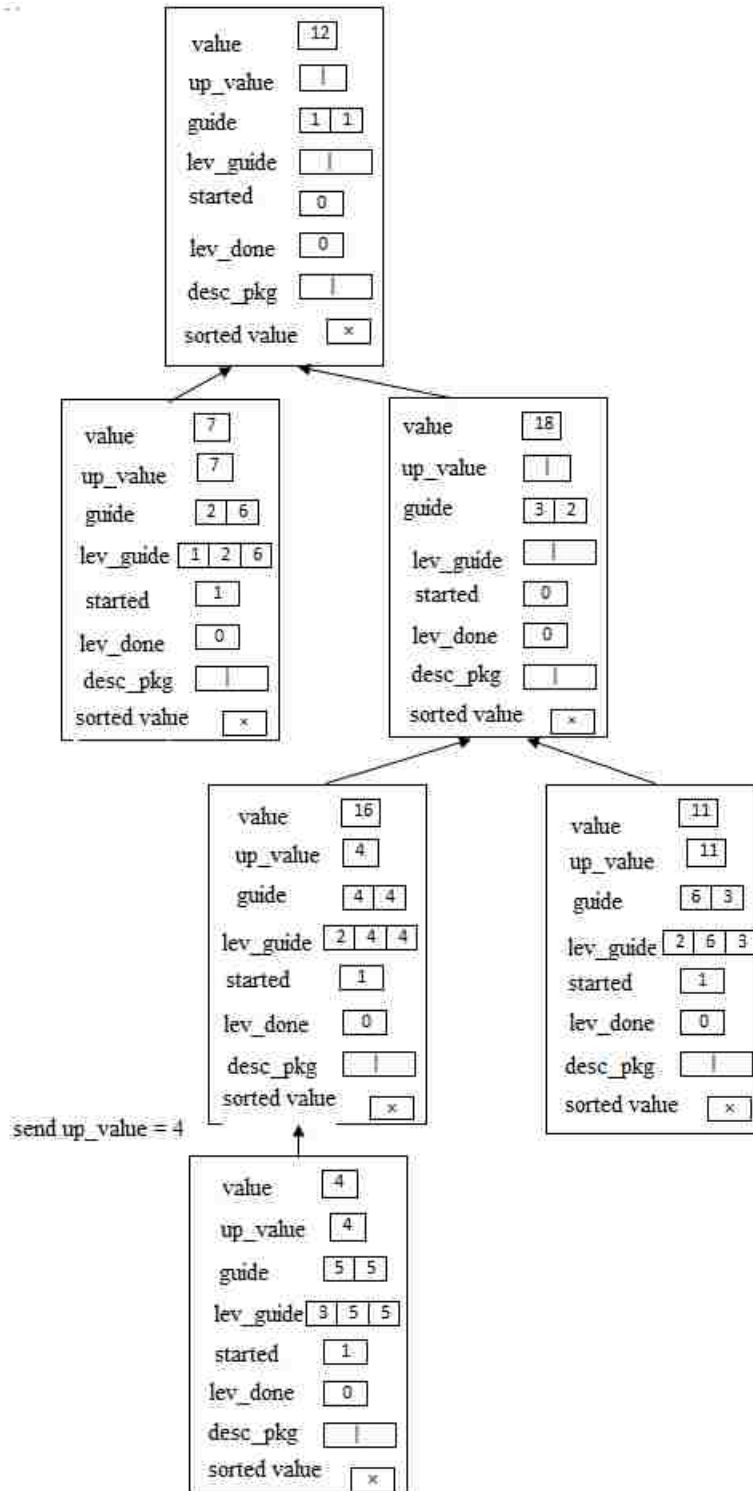 value 12
up_value |
guide 1 1
lev_guide |
started 0
lev_done 0
desc_pkg |
sorted value ×
value 7
up_value 7
guide 2 6
lev_guide 1 2 6
started 1
lev_done 0
desc_pkg |
sorted value ×
value 18
up_value |
guide 3 2
lev_guide |
started 0
lev_done 0
desc_pkg |
sorted value ×
value 16
up_value 4
guide 4 4
lev_guide 2 4 4
started 1
lev_done 0
desc_pkg |
sorted value ×
value 11
up_value 11
guide 6 3
lev_guide 2 6 3
started 1
lev_done 0
desc_pkg |
sorted value ×
send up_value = 4
value 4
up_value 4
guide 5 5
lev_guide 3 5 5
started 1
lev_done 0
desc_pkg |
sorted value ×